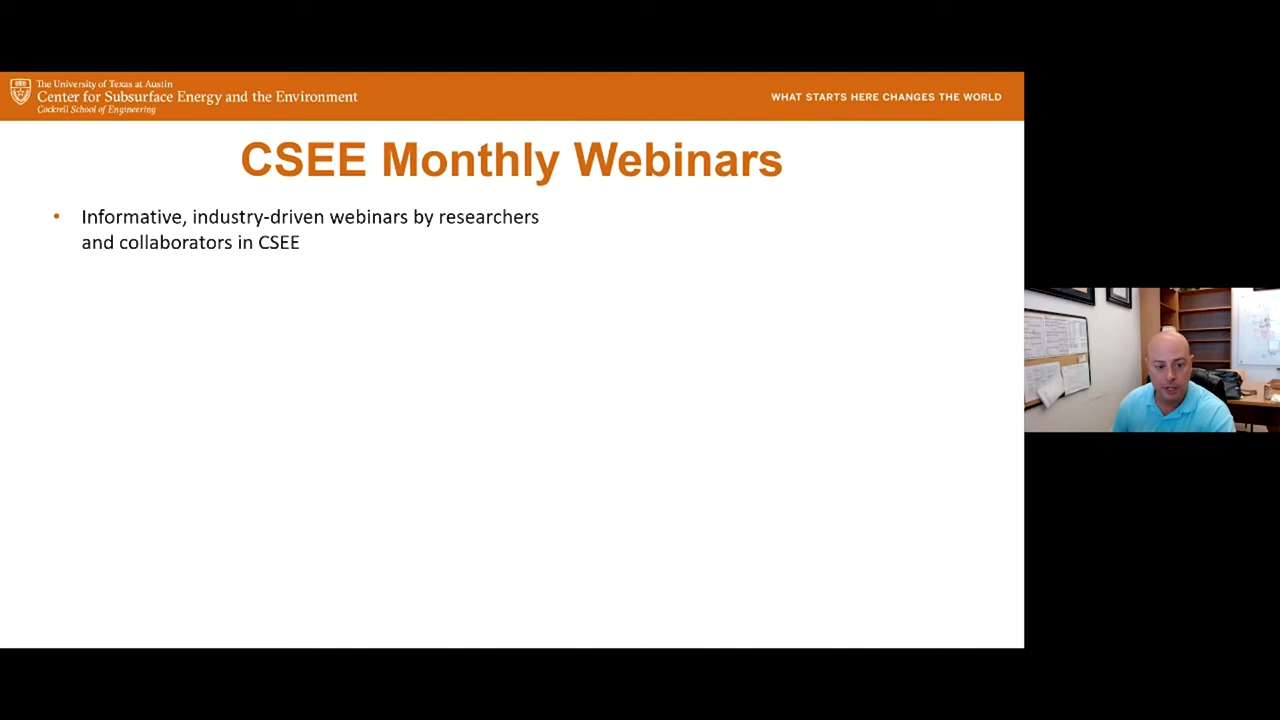 The University of Texas at Austin
Center for Subsurface Energy and the Environment
Cockrell School of Engineering
WHAT STARTS HERE CHANGES THE WORLD
CSEE Monthly Webinars
• Informative, industry-driven webinars by researchers
and collaborators in CSEE